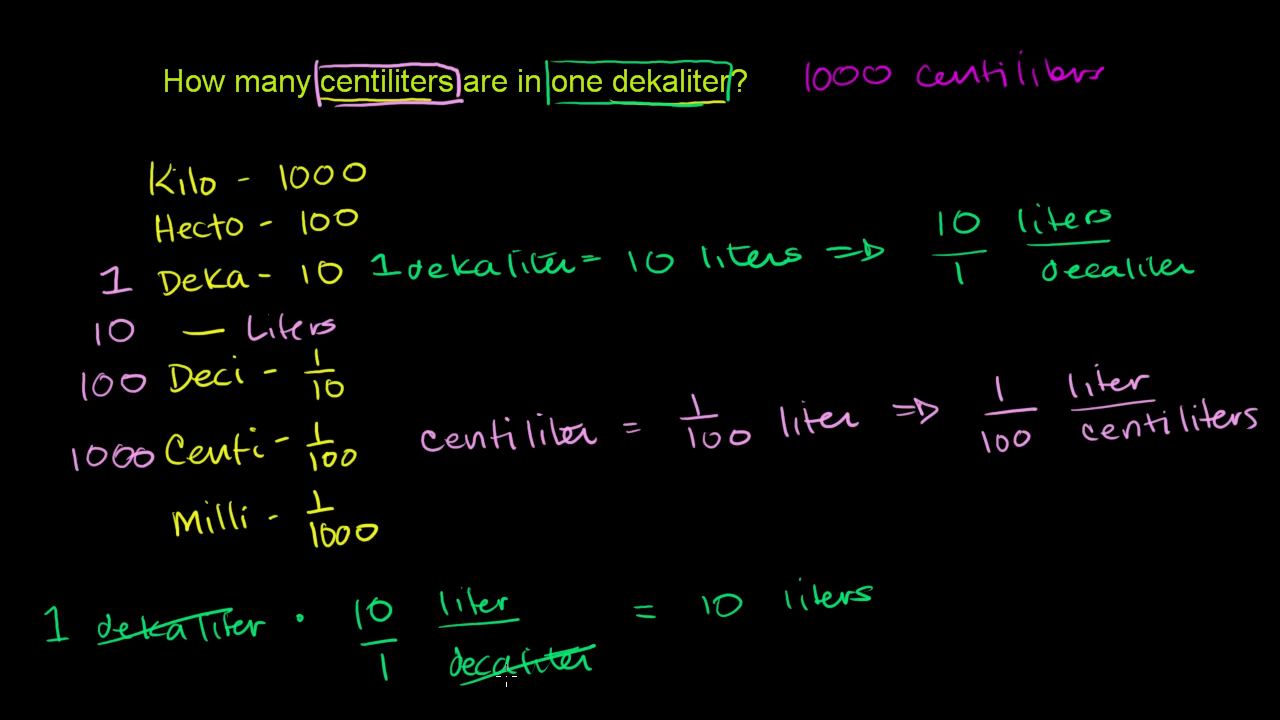 How many centiliters are in one dekaliter? 1000 centiliters
Kilo - 1000
Hecto - 100
1 Deka - 10
1 dekaliter = 10 liters ⇒ 10/1 liters/decaliter
10 — Liters
100 Deci - 1/10
1000 Centi - 1/100
centiliter = 1/100 liter ⇒ 1/100 liter/centiliters
Milli - 1/1000
1 dekaliter · 10/1 liter/decaliter = 10 liters